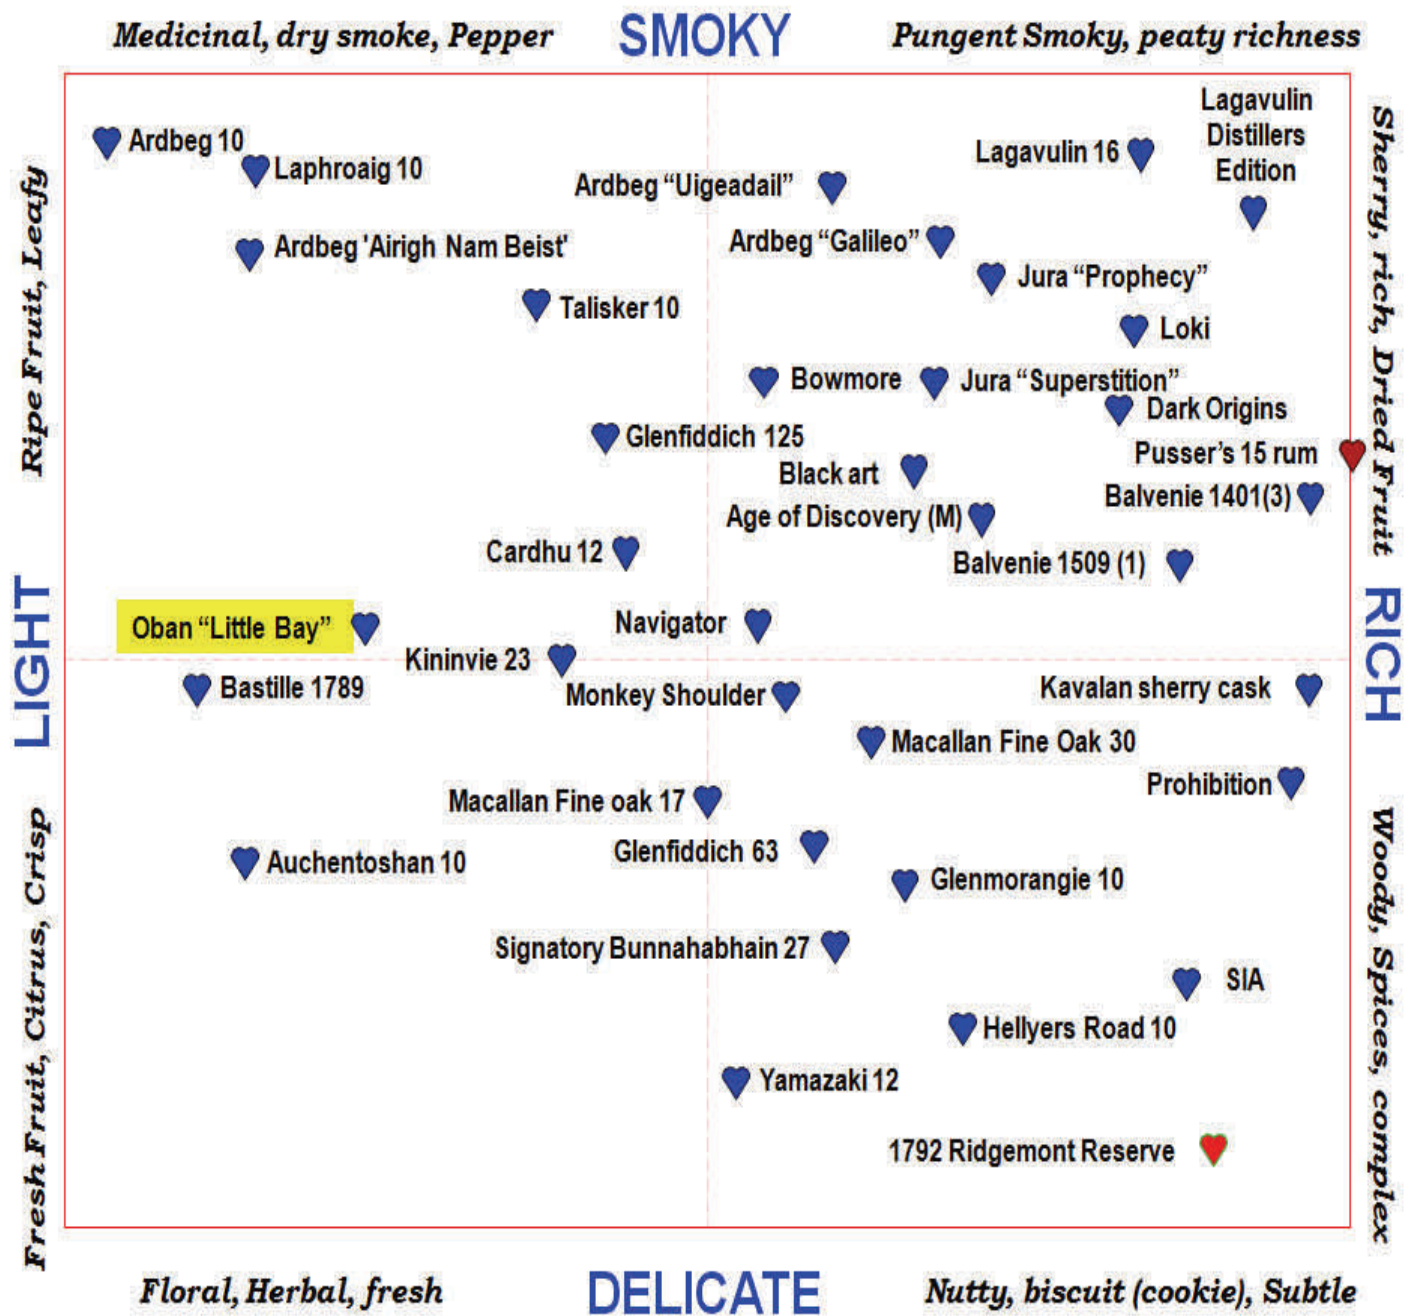 Medicinal, dry smoke, Pepper
SMOKY
Pungent Smoky, peaty richness
Ripe Fruit, Leafy
LIGHT
Fresh Fruit, Citrus, Crisp
Sherry, rich, Dried Fruit
RICH
Woody, Spices, complex
Ardbeg 10
Laphroaig 10
Lagavulin 16
Lagavulin
Distillers
Edition
Ardbeg “Uigeadail”
Ardbeg 'Airigh Nam Beist'
Ardbeg “Galileo”
Jura “Prophecy”
Talisker 10
Loki
Bowmore
Jura “Superstition”
Dark Origins
Glenfiddich 125
Pusser’s 15 rum
Black art
Balvenie 1401(3)
Age of Discovery (M)
Cardhu 12
Balvenie 1509 (1)
Oban “Little Bay”
Navigator
Kininvie 23
Bastille 1789
Monkey Shoulder
Kavalan sherry cask
Macallan Fine Oak 30
Prohibition
Macallan Fine oak 17
Glenfiddich 63
Auchentoshan 10
Glenmorangie 10
Signatory Bunnahabhain 27
SIA
Hellyers Road 10
Yamazaki 12
1792 Ridgemont Reserve
Floral, Herbal, fresh
DELICATE
Nutty, biscuit (cookie), Subtle